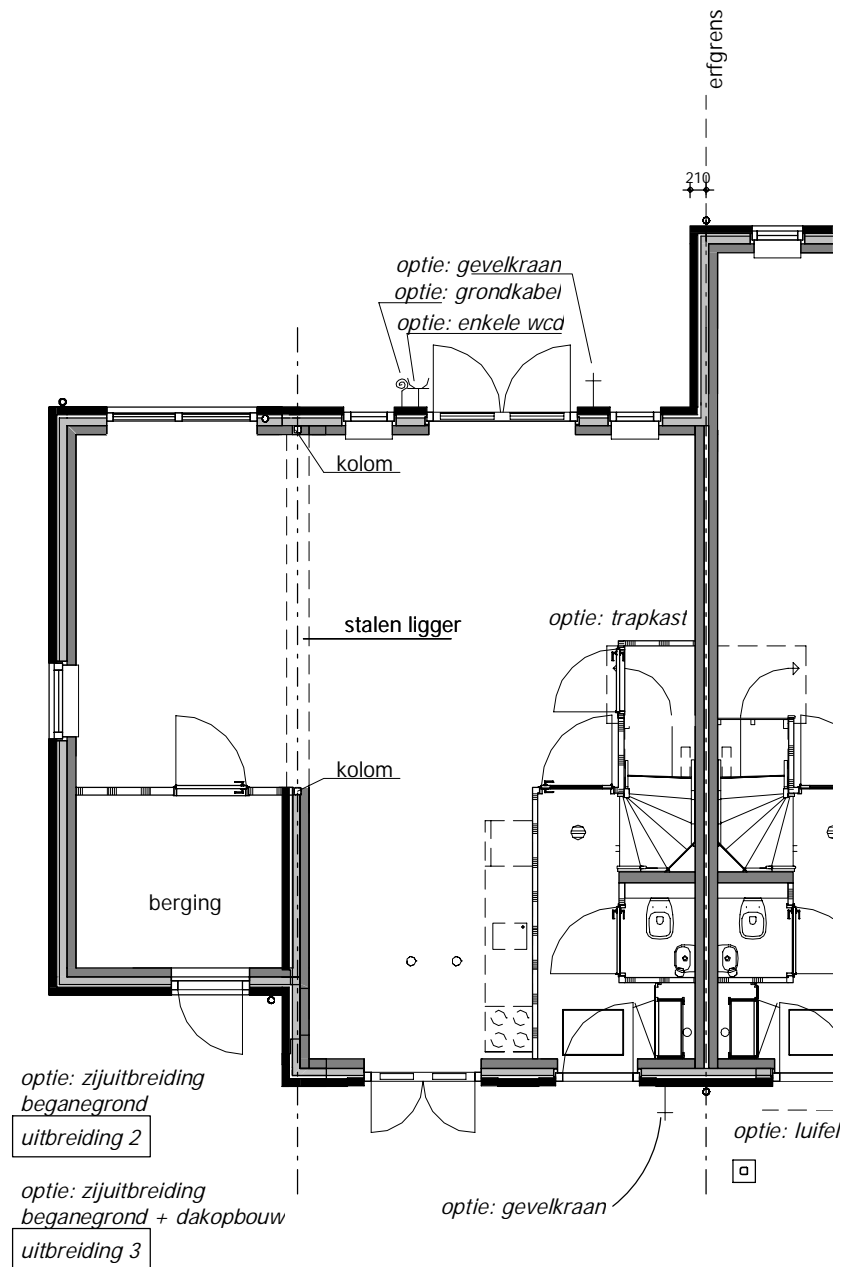 erfgrens
210
optie: gevelkraan
optie: grondkabel
optie: enkele wcd
kolom
stalen ligger
optie: trapkast
kolom
berging
optie: zijuitbreiding
beganegrond
uitbreiding 2
optie: luifel
optie: zijuitbreiding
beganegrond + dakopbouw
uitbreiding 3
optie: gevelkraan